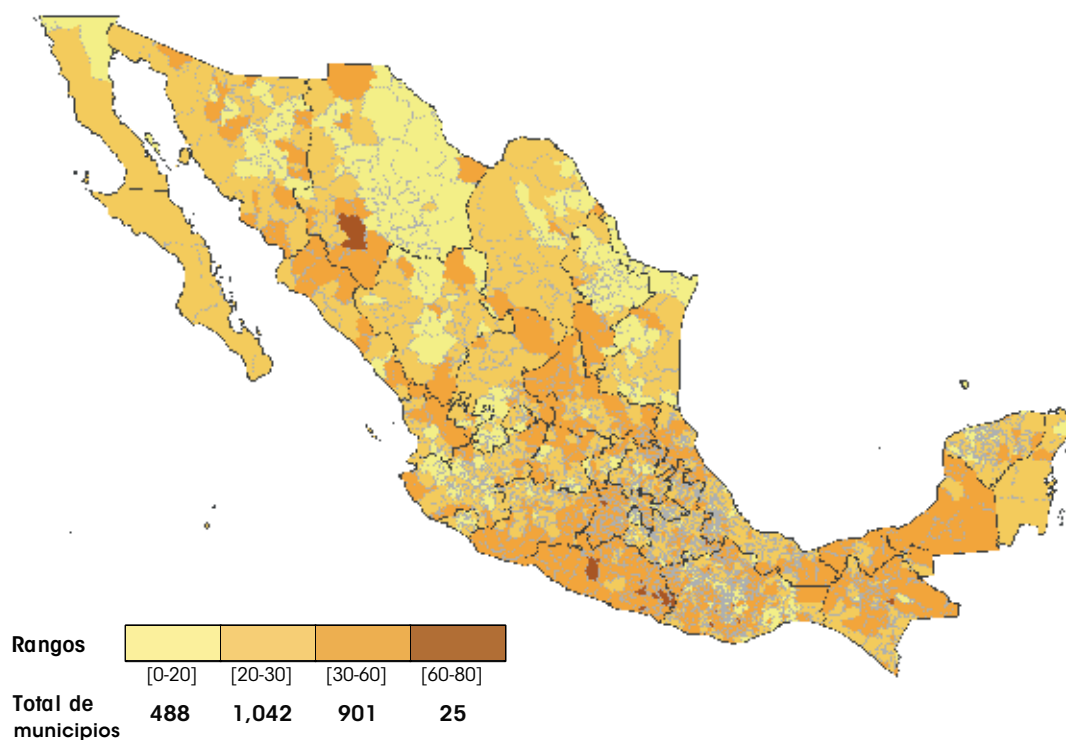 Rangos
[0-20] [20-30] [30-60] [60-80]
Total de
municipios
488 1,042 901 25